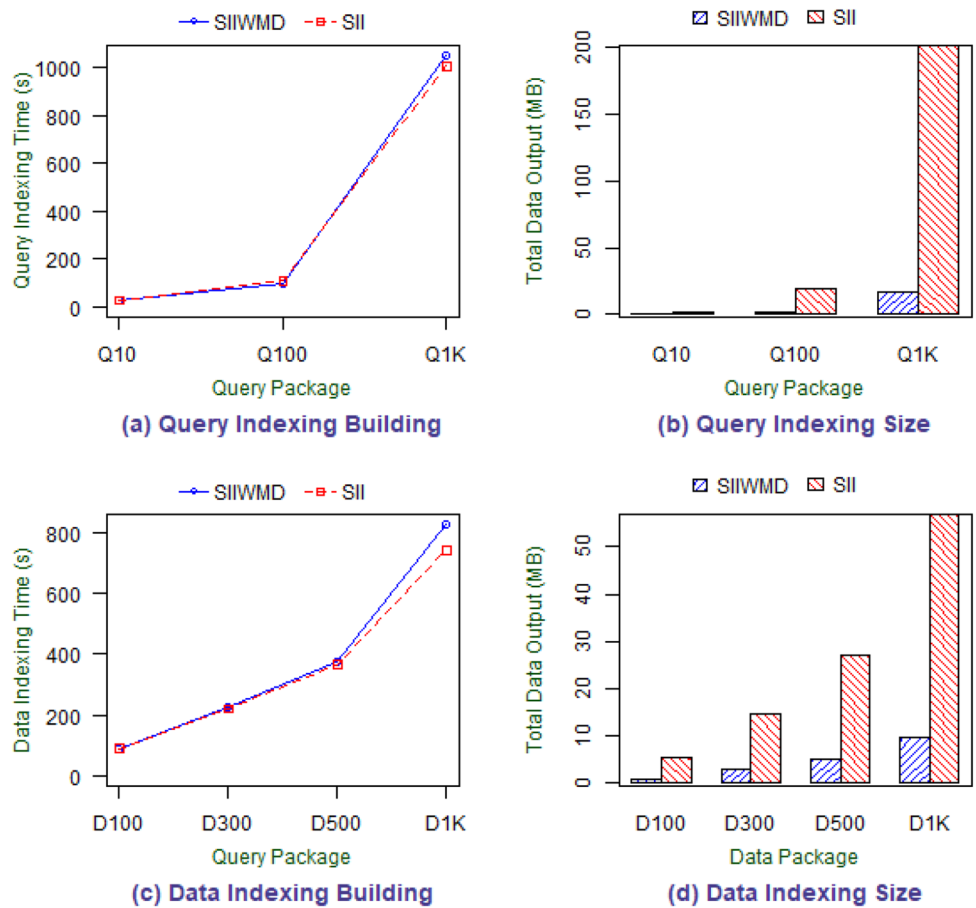 SIIWMD SII
Query Indexing Time (s)
1000
800
600
400
200
0
Q10 Q100 Q1K
Query Package
(a) Query Indexing Building
SIIWMD SII
Total Data Output (MB)
200
150
100
50
0
Q10 Q100 Q1K
Query Package
(b) Query Indexing Size
SIIWMD SII
Data Indexing Time (s)
800
600
400
200
0
D100 D300 D500 D1K
Query Package
(c) Data Indexing Building
SIIWMD SII
Total Data Output (MB)
50
40
30
20
10
0
D100 D300 D500 D1K
Data Package
(d) Data Indexing Size